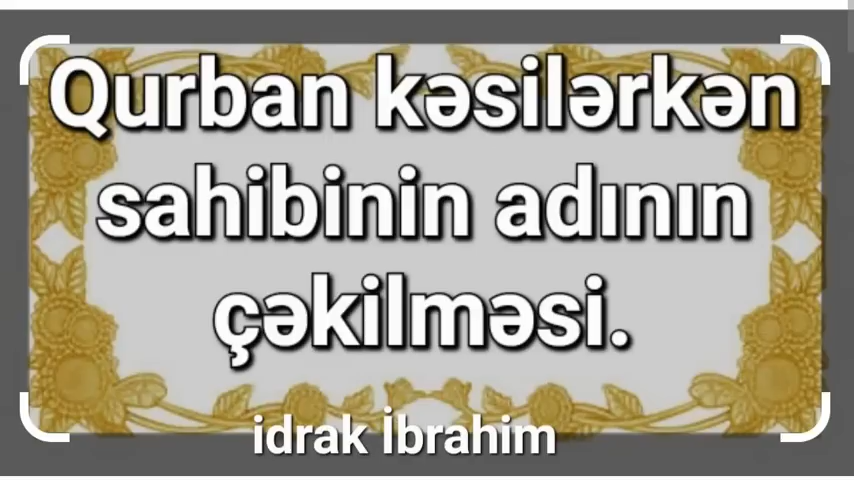 Qurban kəsilərkən
sahibinin adının
çəkilməsi.
idrak İbrahim